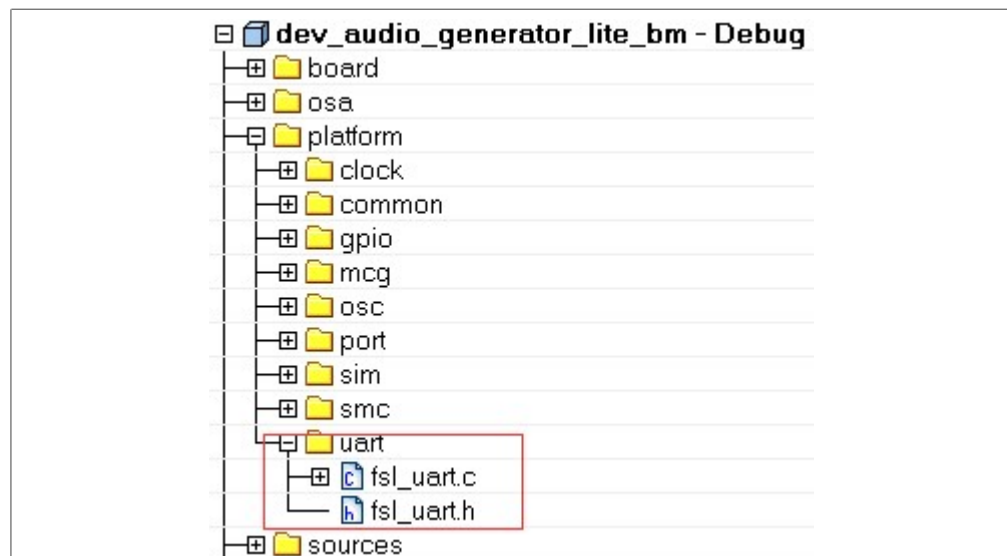 dev_audio_generator_lite_bm - Debug
board
osa
platform
clock
common
gpio
mcg
osc
port
sim
smc
uart
c fsl_uart.c
h fsl_uart.h
sources